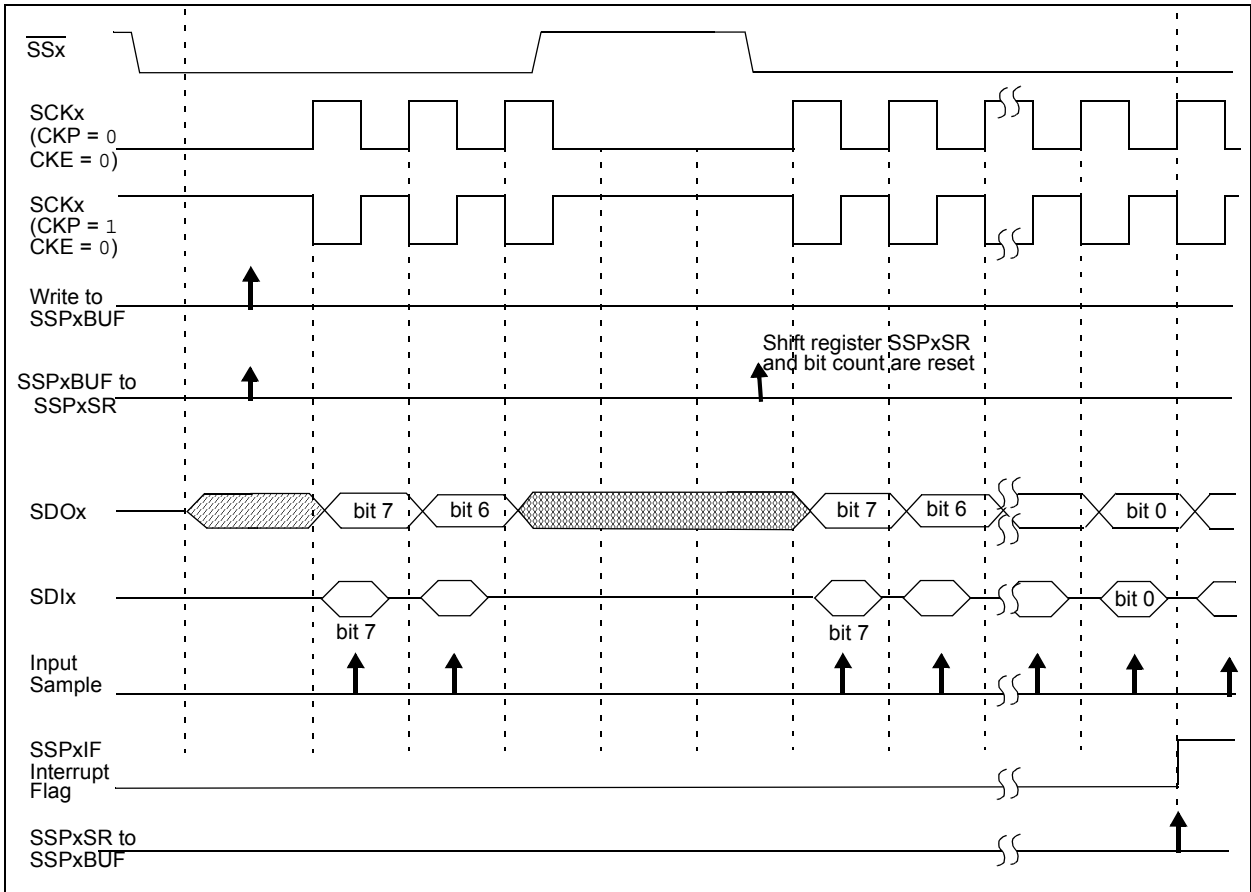 SSx
SCKx
(CKP = 0
CKE = 0)
SCKx
(CKP = 1
CKE = 0)
Write to
SSPxBUF
Shift register SSPxSR
and bit count are reset
SSPxBUF to
SSPxSR
SDOx
bit 7
bit 6
bit 7
bit 6
bit 0
SDIx
bit 0
bit 7
bit 7
Input
Sample
SSPxIF
Interrupt
Flag
SSPxSR to
SSPxBUF